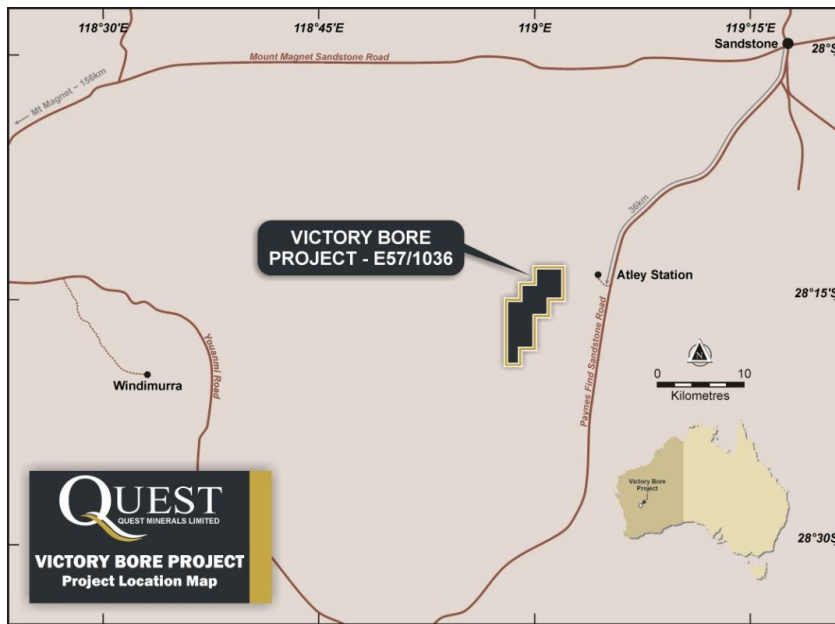 118°30'E
118°45'E
119°E
119°15'E
Sandstone
28°S
Mount Magnet Sandstone Road
Mt Magnet ~ 156km
36km
VICTORY BORE
PROJECT - E57/1036
Atley Station
28°15'S
Paynes Find Sandstone Road
Youanmi Road
Windimurra
N
0
10
Kilometres
Victory Bore
Project
28°30'S
QUEST
QUEST MINERALS LIMITED
VICTORY BORE PROJECT
Project Location Map